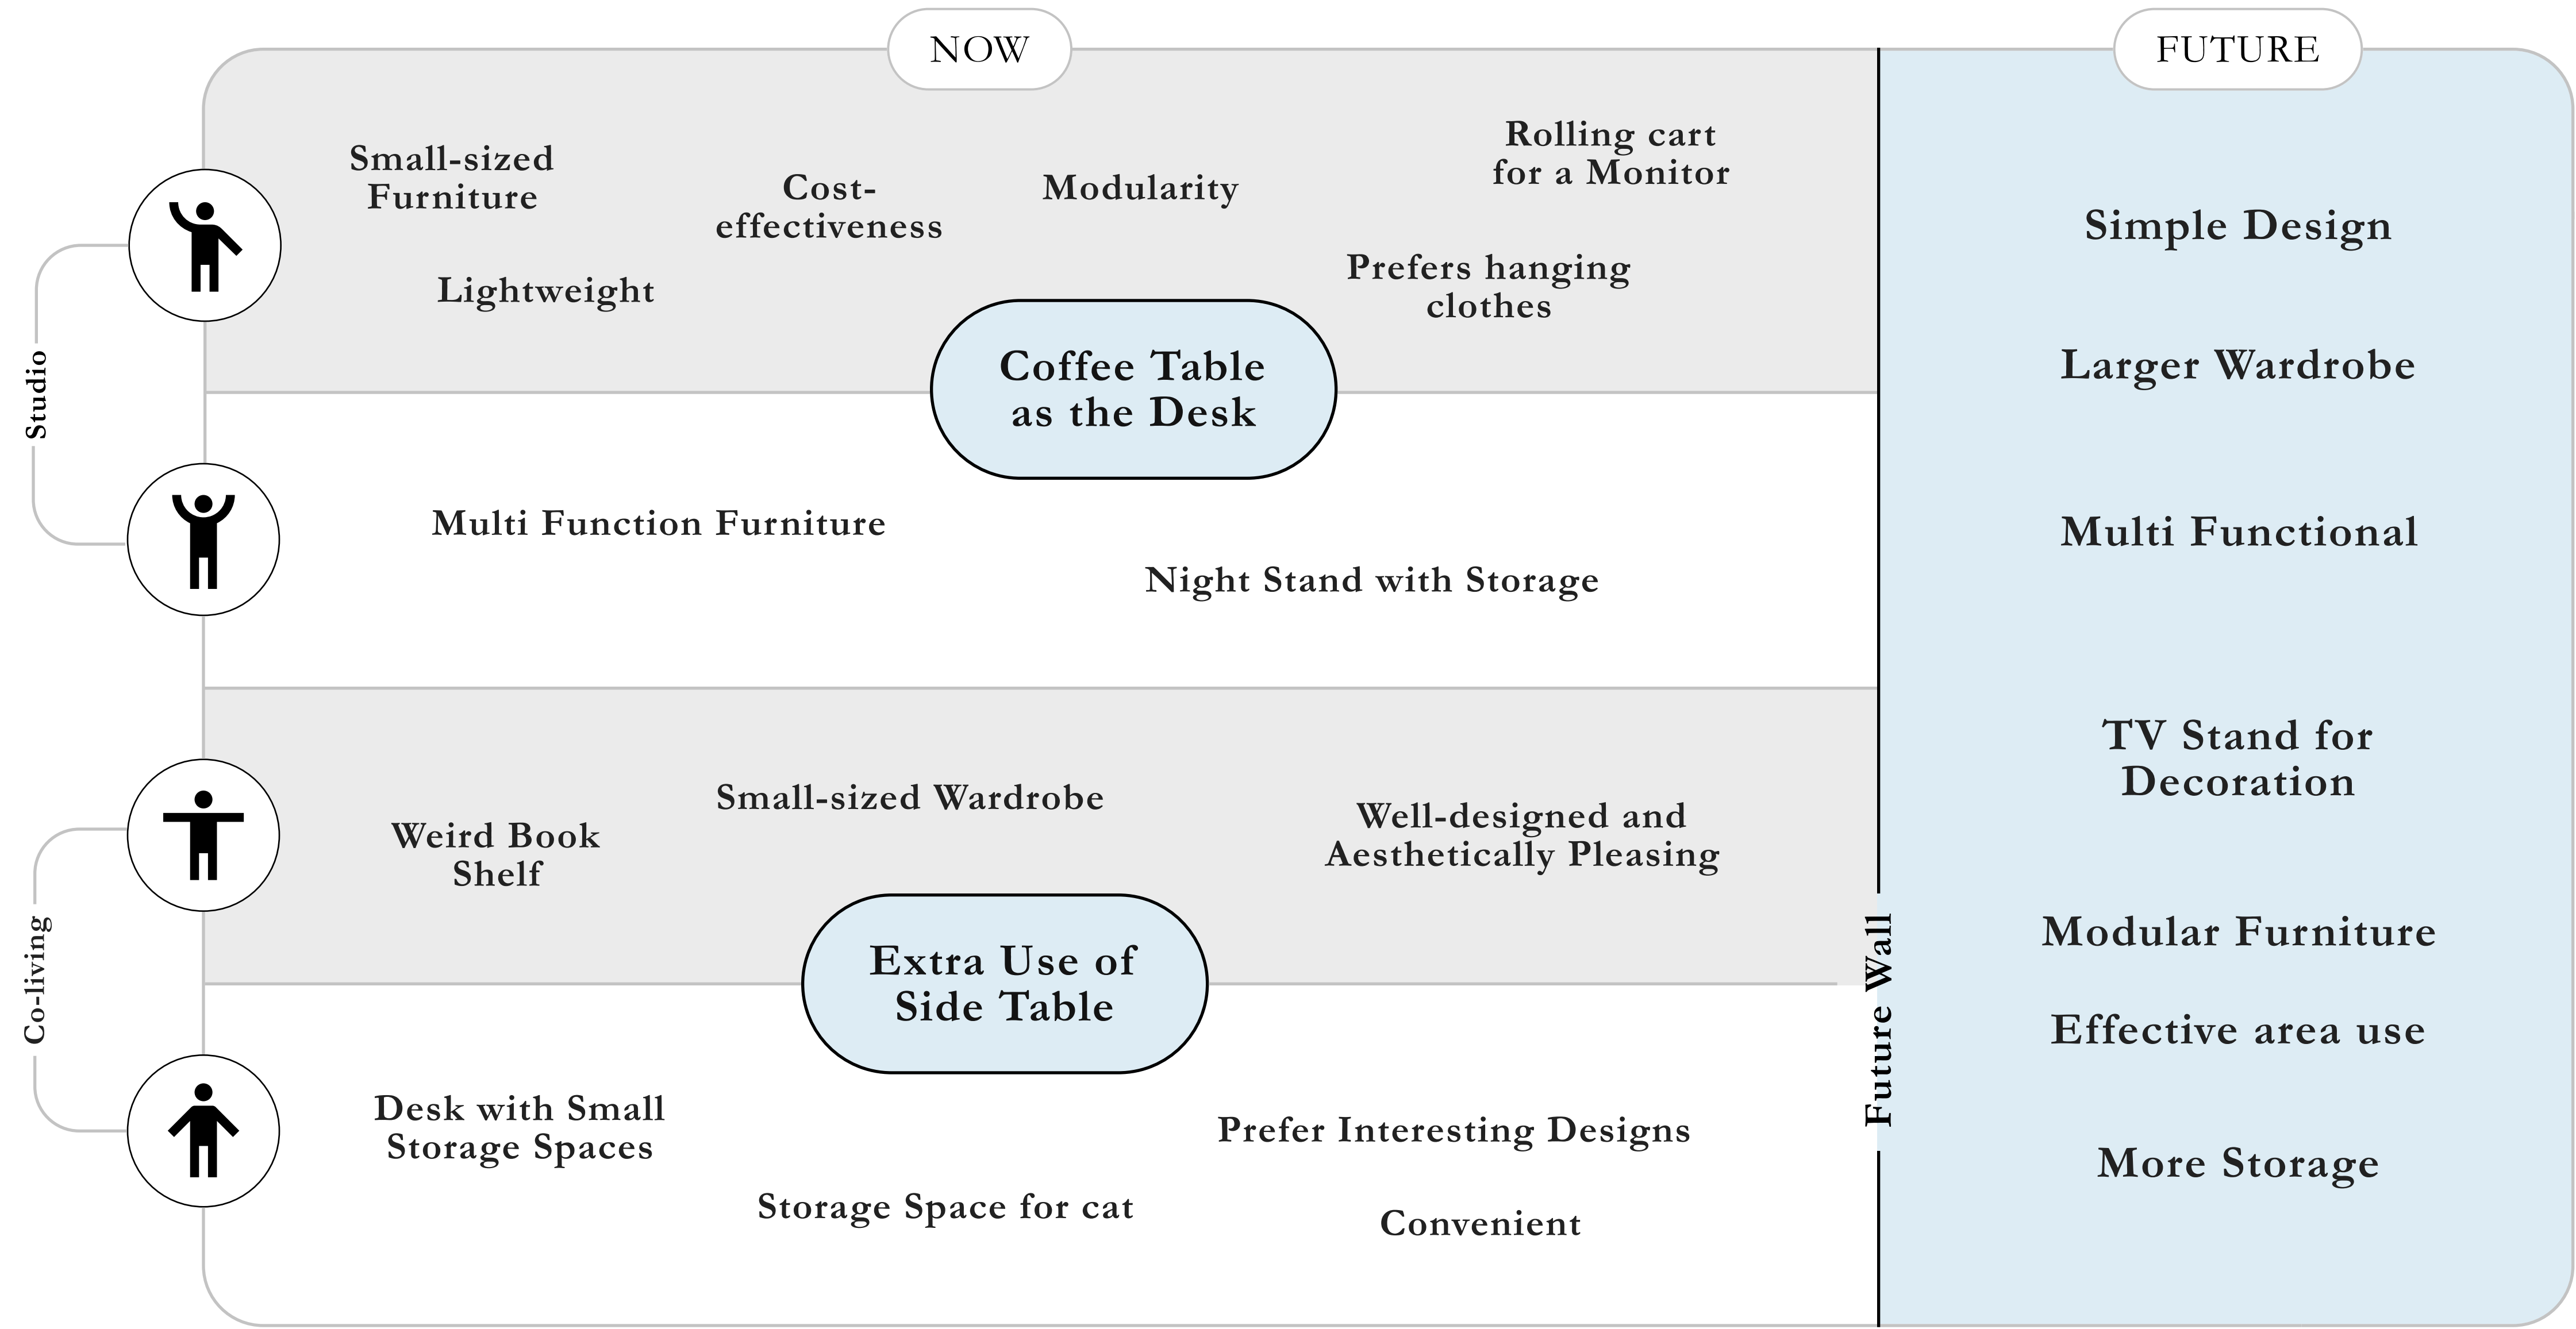 NOW
FUTURE
Small-sized
Furniture
Cost-
effectiveness
Modularity
Rolling cart
for a Monitor
Lightweight
Prefers hanging
clothes
Studio
Coffee Table
as the Desk
Multi Function Furniture
Night Stand with Storage
Co-living
Weird Book
Shelf
Small-sized Wardrobe
Well-designed and
Aesthetically Pleasing
Extra Use of
Side Table
Desk with Small
Storage Spaces
Storage Space for cat
Prefer Interesting Designs
Convenient
Future Wall
Simple Design
Larger Wardrobe
Multi Functional
TV Stand for
Decoration
Modular Furniture
Effective area use
More Storage